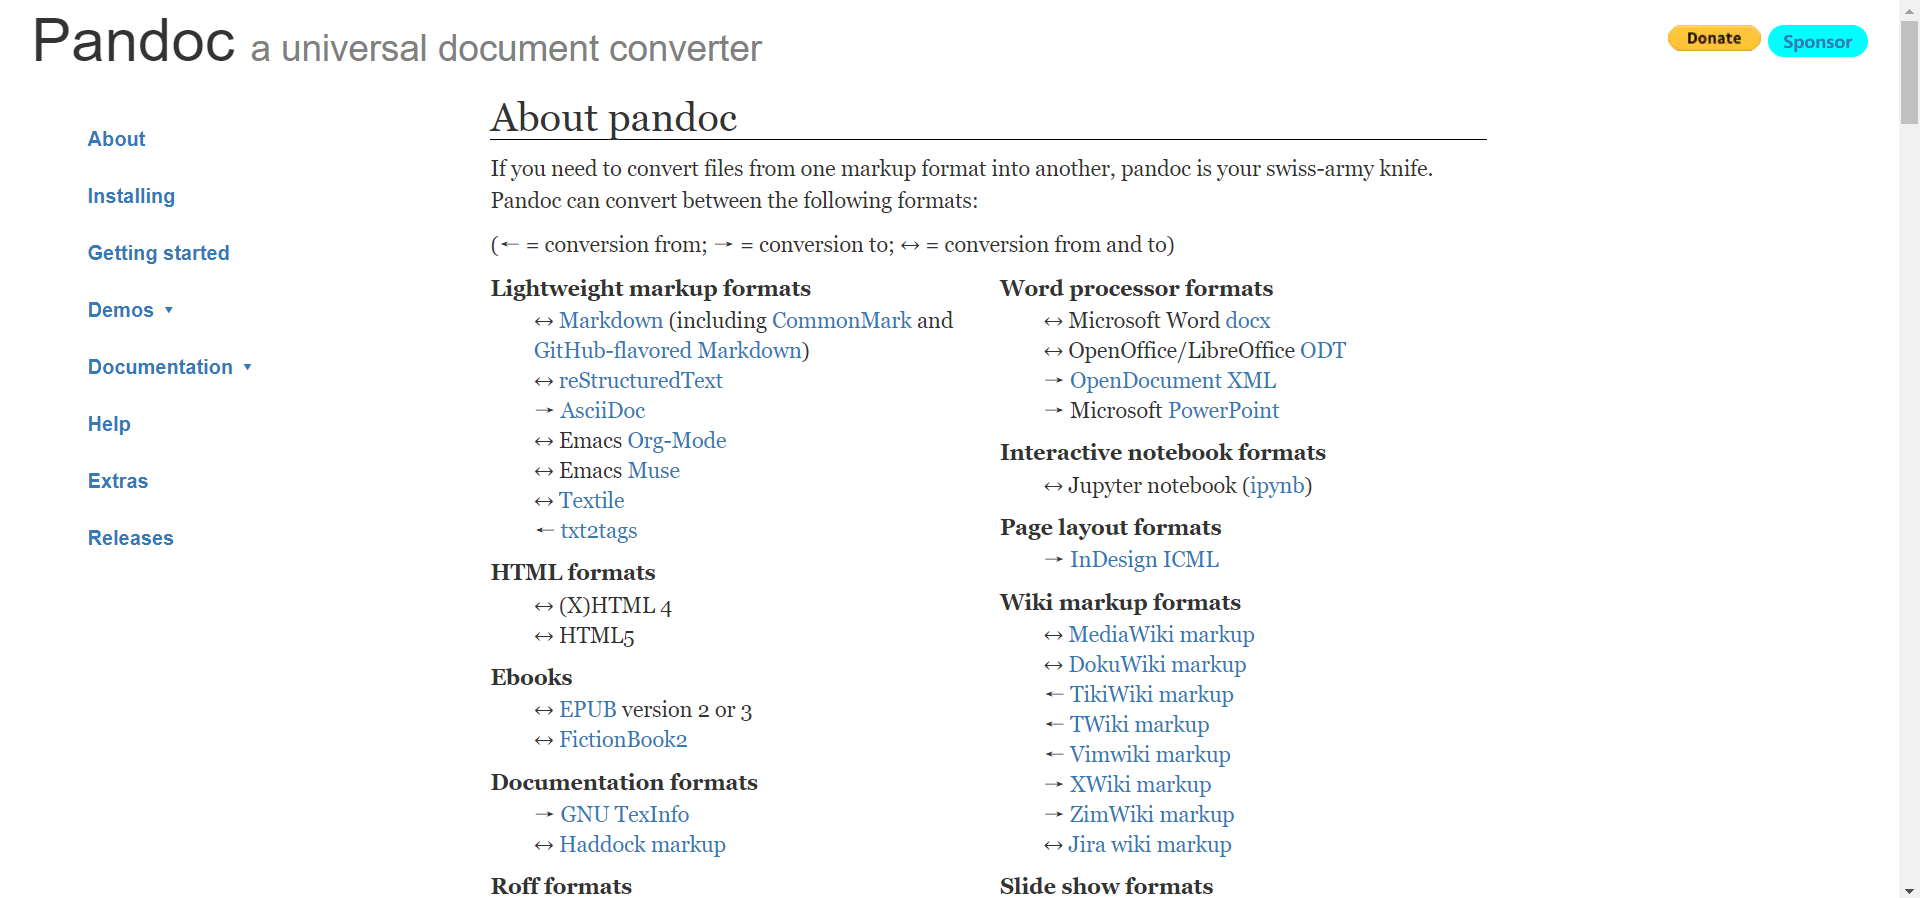 Pandoc a universal document converter
Donate
Sponsor
About
Installing
Getting started
Demos ▾
Documentation ▾
Help
Extras
Releases
About pandoc
If you need to convert files from one markup format into another, pandoc is your swiss-army knife.
Pandoc can convert between the following formats:
(← = conversion from; → = conversion to; ↔ = conversion from and to)
Lightweight markup formats
↔ Markdown (including CommonMark and
GitHub-flavored Markdown)
↔ reStructuredText
→ AsciiDoc
↔ Emacs Org-Mode
↔ Emacs Muse
↔ Textile
← txt2tags
HTML formats
↔ (X)HTML 4
↔ HTML5
Ebooks
↔ EPUB version 2 or 3
↔ FictionBook2
Documentation formats
→ GNU TexInfo
↔ Haddock markup
Roff formats
Word processor formats
↔ Microsoft Word docx
↔ OpenOffice/LibreOffice ODT
→ OpenDocument XML
→ Microsoft PowerPoint
Interactive notebook formats
↔ Jupyter notebook (ipynb)
Page layout formats
→ InDesign ICML
Wiki markup formats
↔ MediaWiki markup
↔ DokuWiki markup
← TikiWiki markup
← TWiki markup
← Vimwiki markup
→ XWiki markup
→ ZimWiki markup
↔ Jira wiki markup
Slide show formats